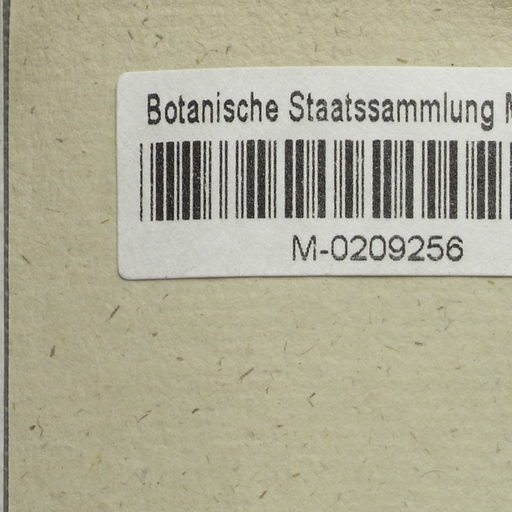 Botanische Staatssammlung
M-0209256